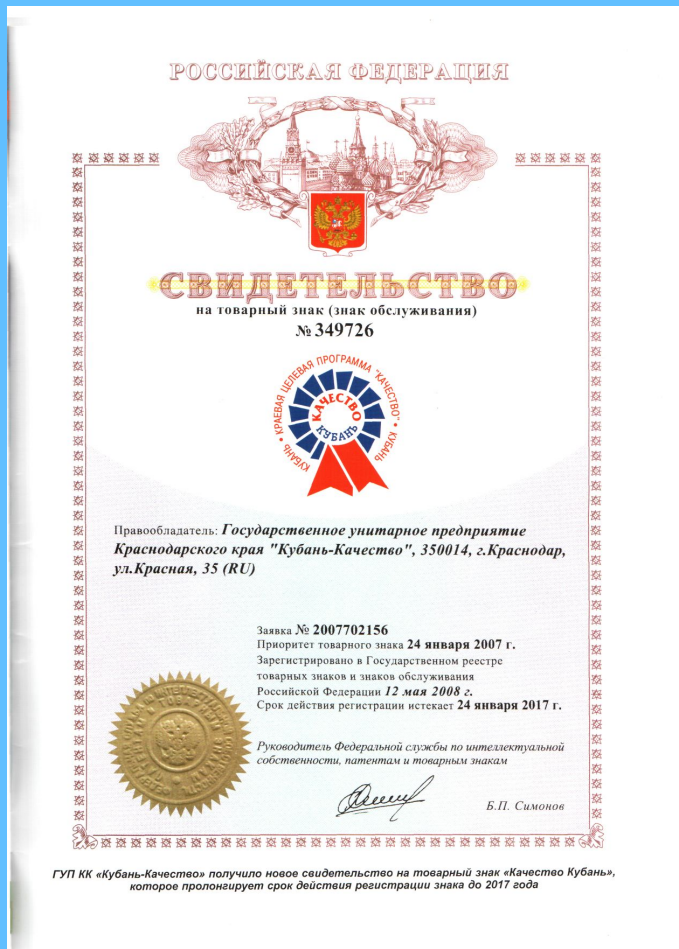 РОССИЙСКАЯ ФЕДЕРАЦИЯ
СВИДЕТЕЛЬСТВО
на товарный знак (знак обслуживания)
№ 349726
КУБАНЬ • КРАЕВАЯ ЦЕЛЕВАЯ ПРОГРАММА "КАЧЕСТВО" • КУБАНЬ
КАЧЕСТВО
КУБАНЬ
Правообладатель: Государственное унитарное предприятие
Краснодарского края "Кубань-Качество", 350014, г.Краснодар,
ул.Красная, 35 (RU)
Заявка № 2007702156
Приоритет товарного знака 24 января 2007 г.
Зарегистрировано в Государственном реестре
товарных знаков и знаков обслуживания
Российской Федерации 12 мая 2008 г.
Срок действия регистрации истекает 24 января 2017 г.
Руководитель Федеральной службы по интеллектуальной
собственности, патентам и товарным знакам
Б.П. Симонов
ГУП КК «Кубань-Качество» получило новое свидетельство на товарный знак «Качество Кубань»,
которое пролонгирует срок действия регистрации знака до 2017 года